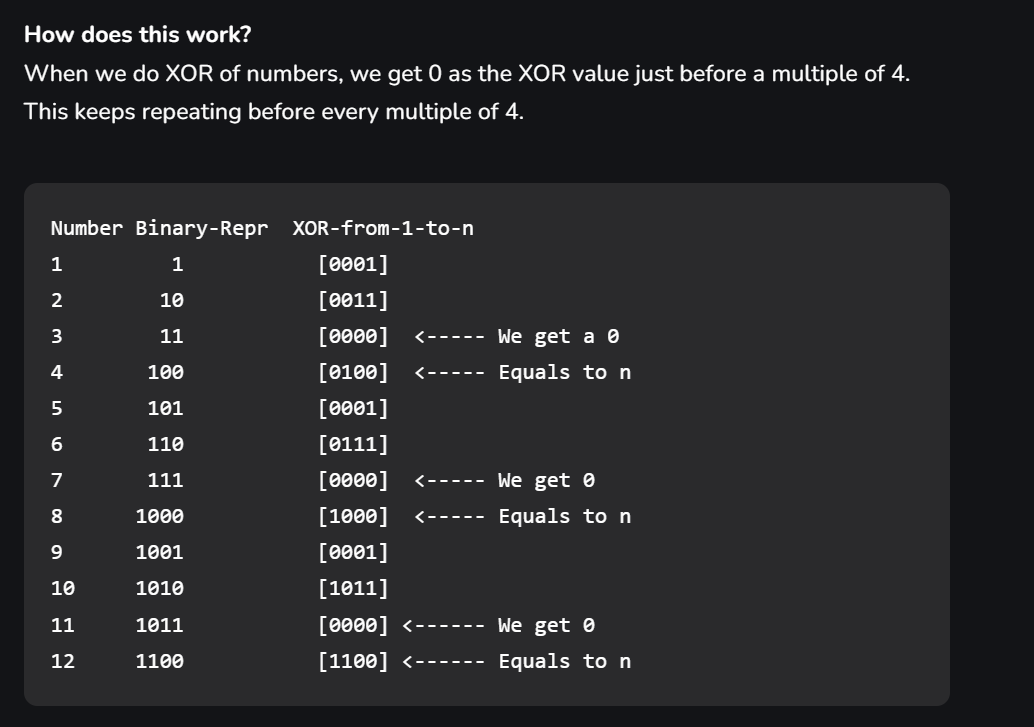 How does this work?
When we do XOR of numbers, we get 0 as the XOR value just before a multiple of 4.
This keeps repeating before every multiple of 4.
Number Binary-Repr  XOR-from-1-to-n
1         1           [0001]
2        10           [0011]
3        11           [0000]  <----- We get a 0
4       100           [0100]  <----- Equals to n
5       101           [0001]
6       110           [0111]
7       111           [0000]  <----- We get 0
8      1000           [1000]  <----- Equals to n
9      1001           [0001]
10     1010           [1011]
11     1011           [0000] <------ We get 0
12     1100           [1100] <------ Equals to n